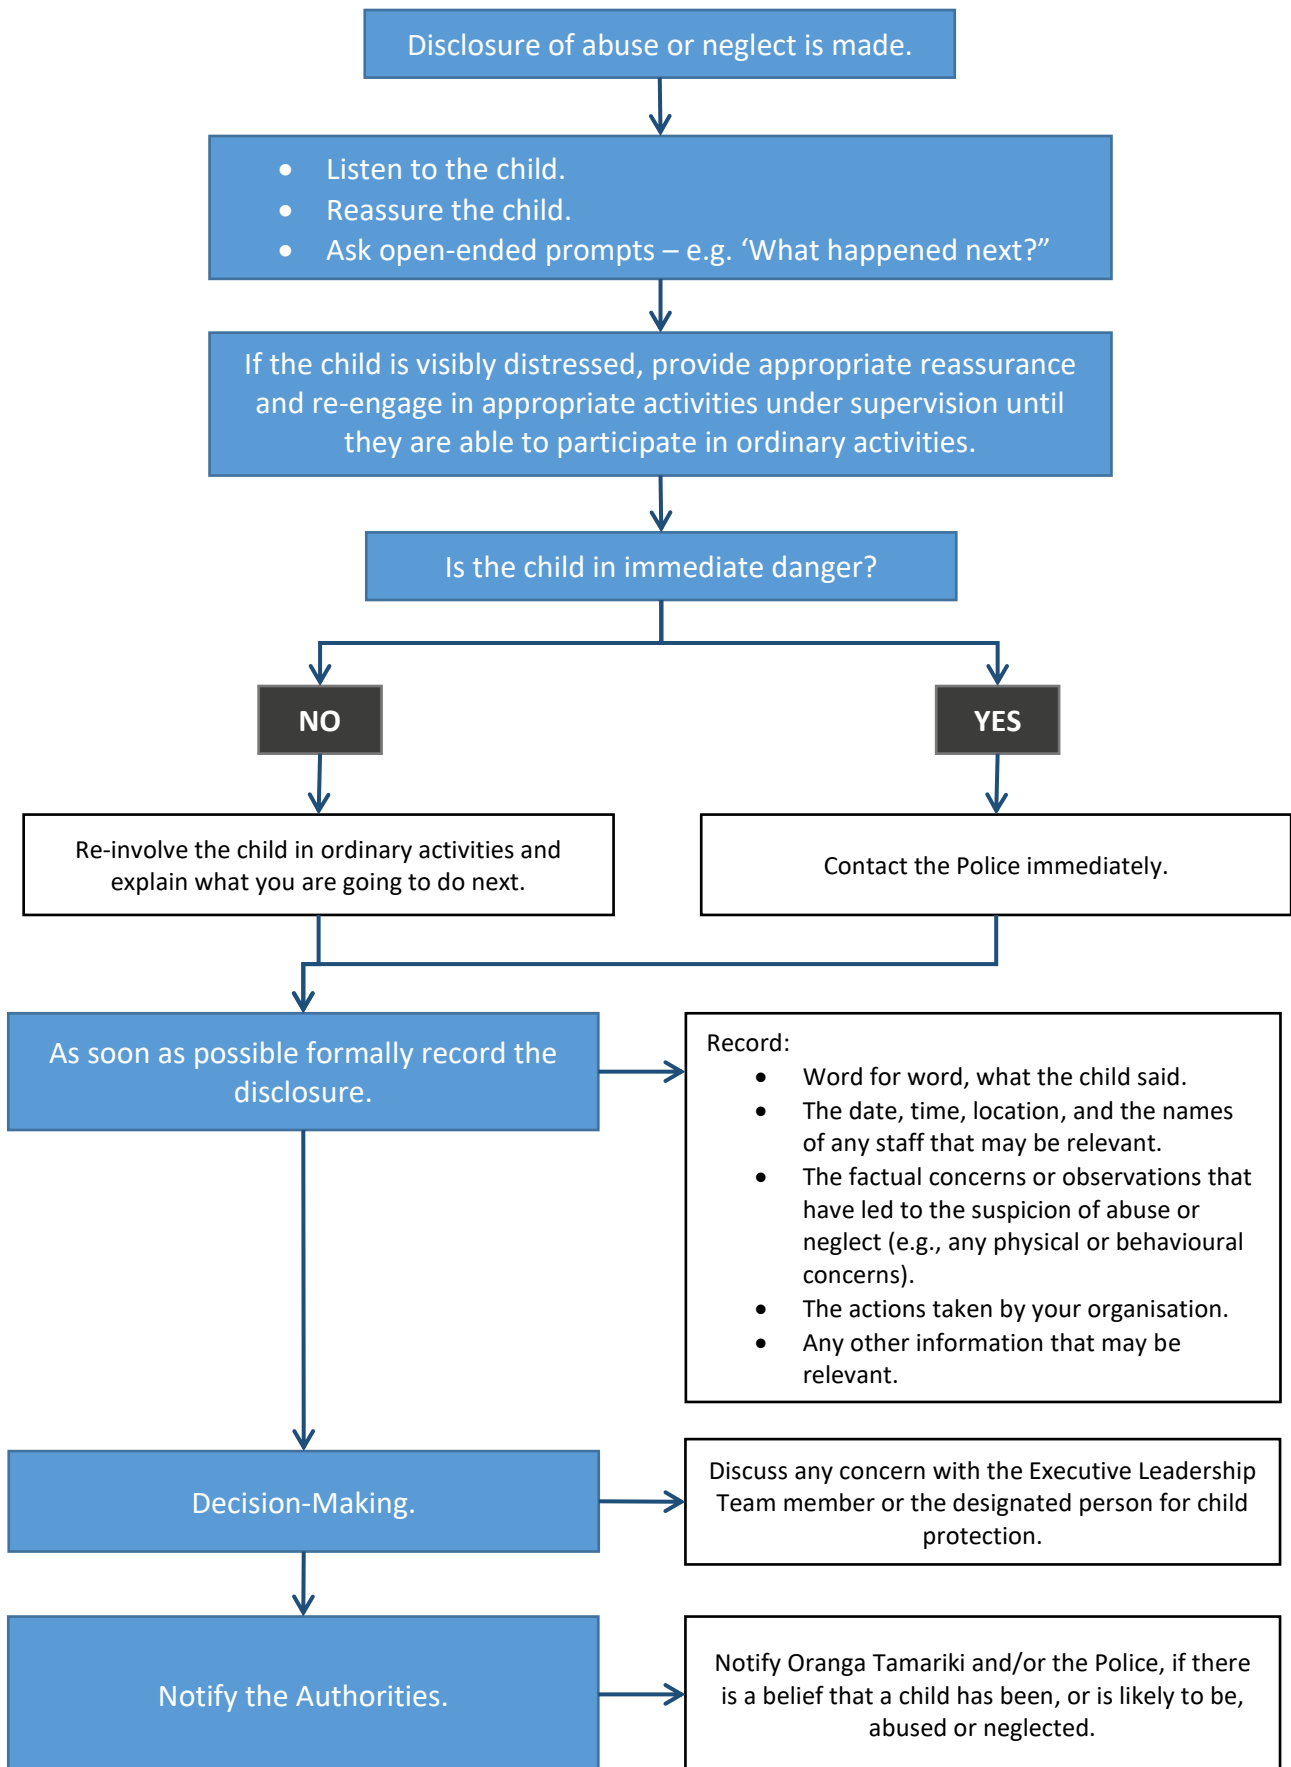 Disclosure of abuse or neglect is made.
• Listen to the child.
• Reassure the child.
• Ask open-ended prompts – e.g. ‘What happened next?”
If the child is visibly distressed, provide appropriate reassurance
and re-engage in appropriate activities under supervision until
they are able to participate in ordinary activities.
Is the child in immediate danger?
NO
YES
Re-involve the child in ordinary activities and
explain what you are going to do next.
Contact the Police immediately.
As soon as possible formally record the
disclosure.
Record:
• Word for word, what the child said.
• The date, time, location, and the names
of any staff that may be relevant.
• The factual concerns or observations that
have led to the suspicion of abuse or
neglect (e.g., any physical or behavioural
concerns).
• The actions taken by your organisation.
• Any other information that may be
relevant.
Decision-Making.
Discuss any concern with the Executive Leadership
Team member or the designated person for child
protection.
Notify the Authorities.
Notify Oranga Tamariki and/or the Police, if there
is a belief that a child has been, or is likely to be,
abused or neglected.